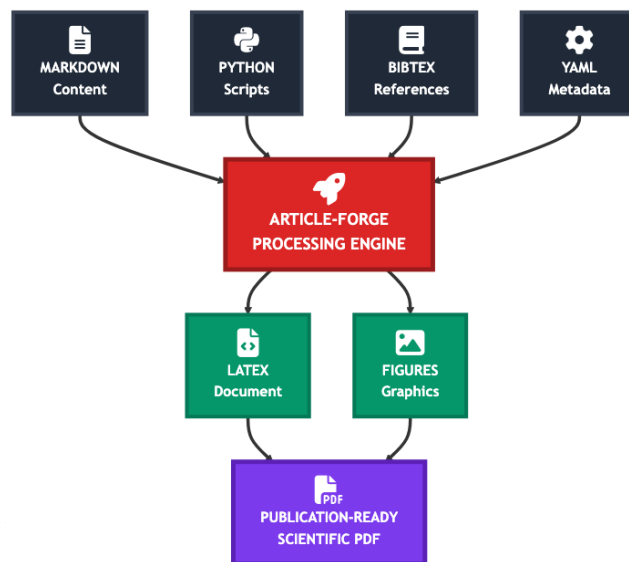 MARKDOWN
Content
PYTHON
Scripts
BIBTEX
References
YAML
Metadata
ARTICLE-FORGE
PROCESSING ENGINE
LATEX
Document
FIGURES
Graphics
PDF
PUBLICATION-READY
SCIENTIFIC PDF